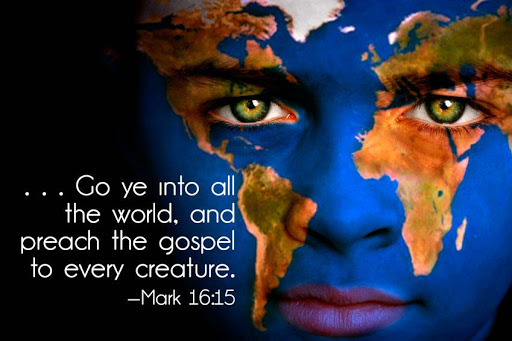 . . . Go ye into all
the world, and
preach the gospel
to every creature.
–Mark 16:15